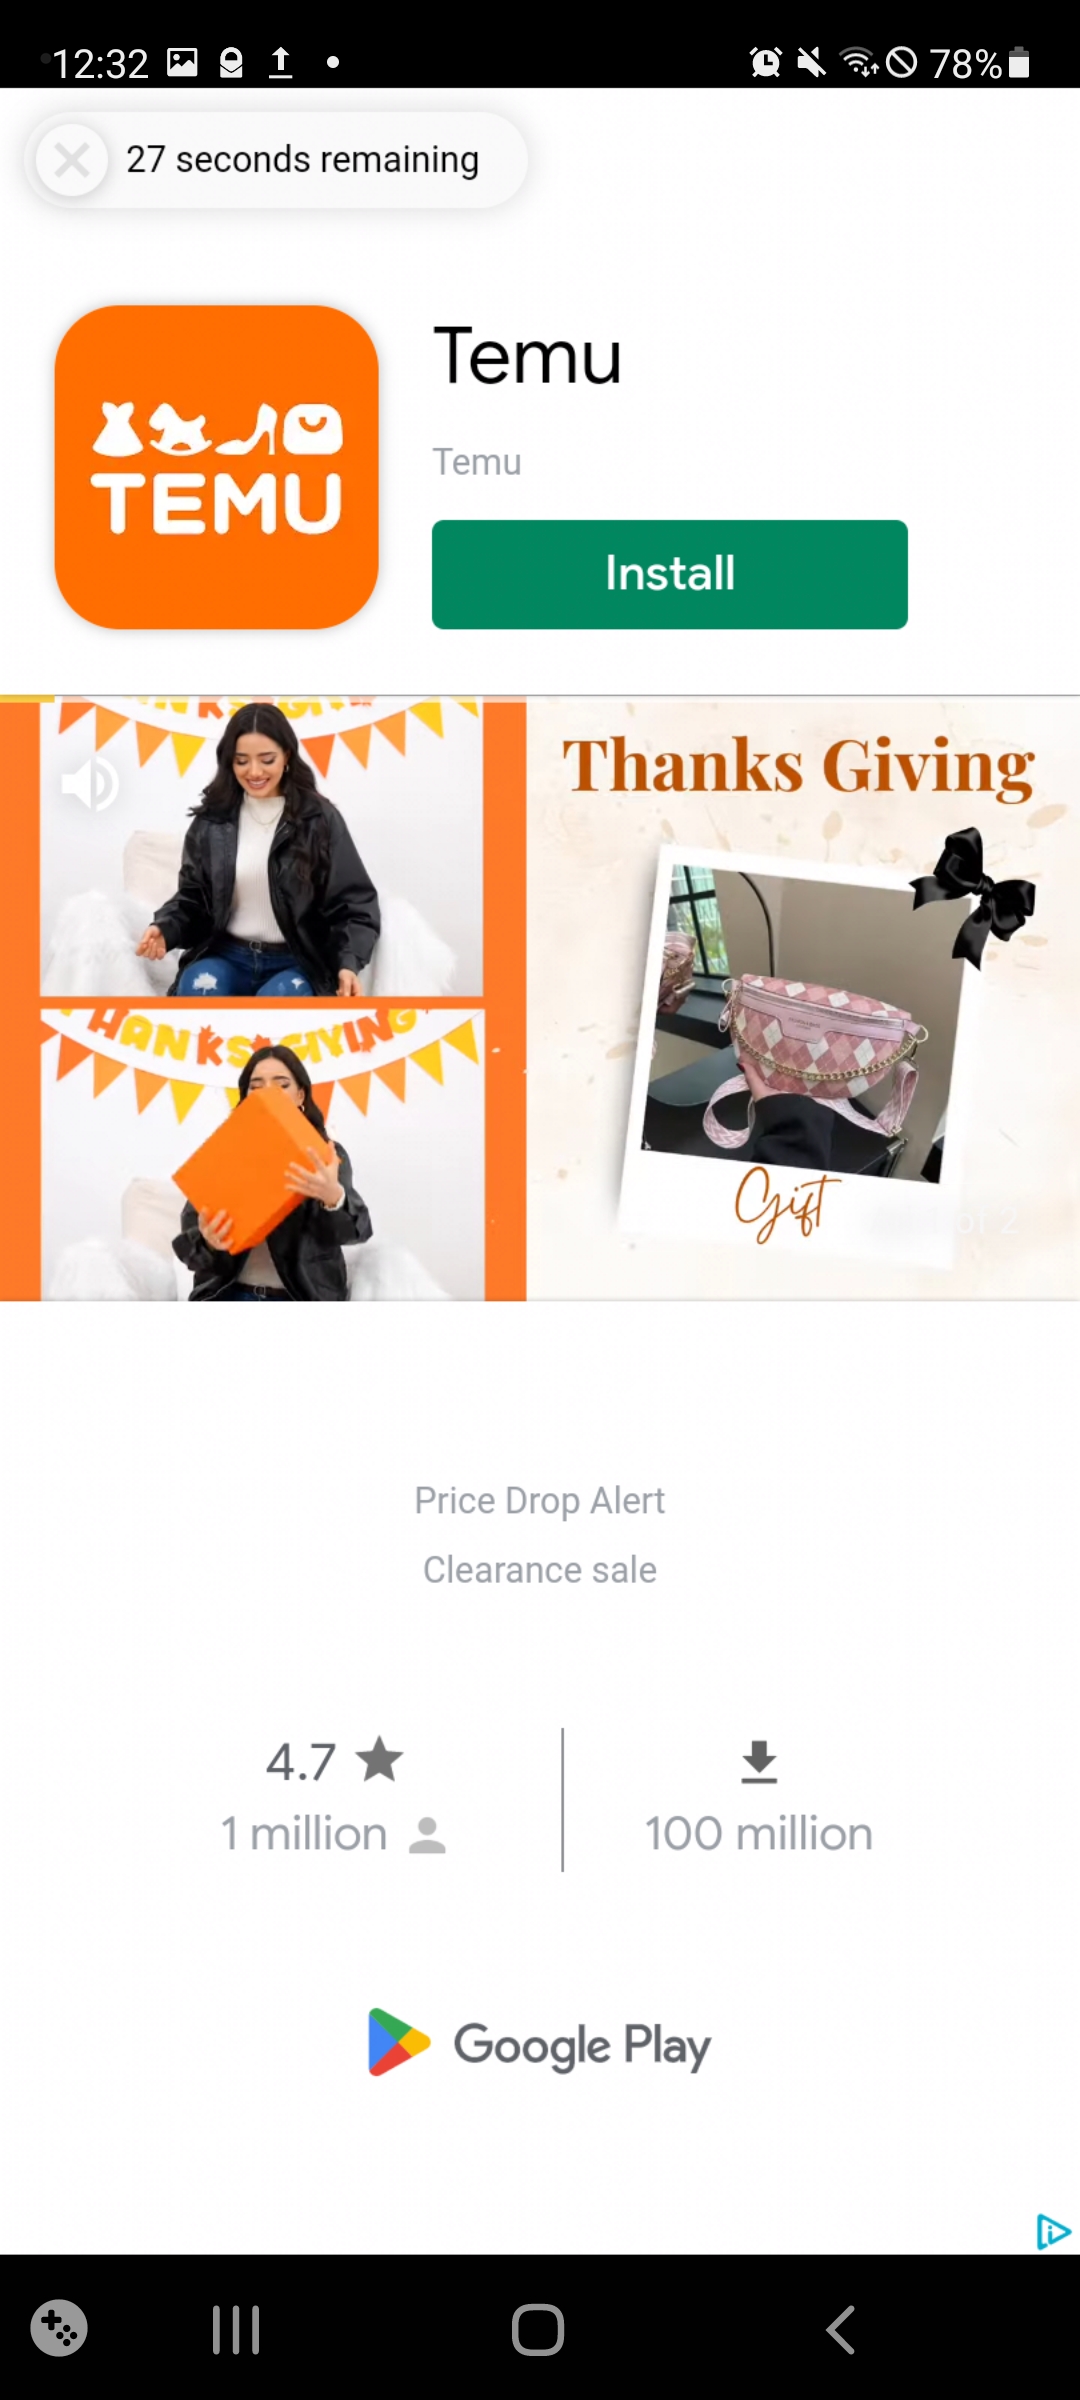 12:32
78%
27 seconds remaining
TEMU
Temu
Temu
Install
THANKSGIVING
Thanks Giving
Gift
Price Drop Alert
Clearance sale
4.7
1 million
100 million
Google Play